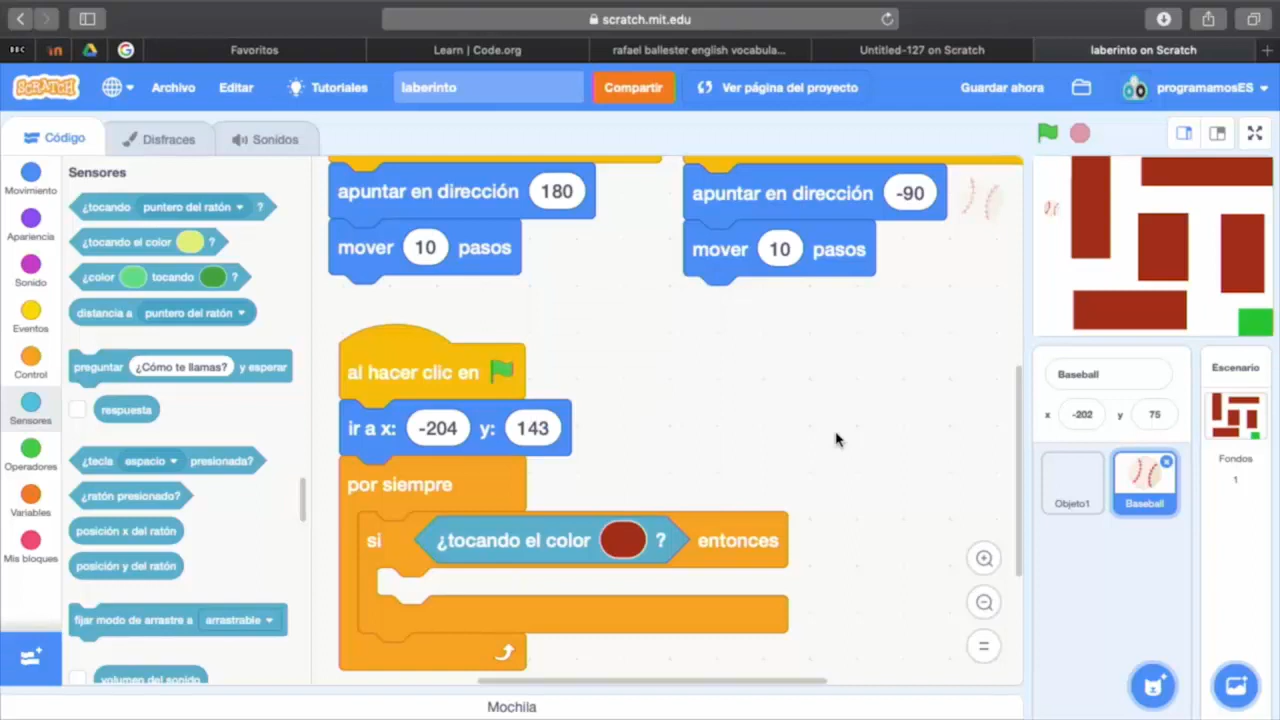 scratch.mit.edu
Favoritos
Learn | Code.org
rafael ballester english vocabula...
Untitled-127 on Scratch
laberinto on Scratch
SCRATCH
Archivo
Editar
Tutoriales
laberinto
Compartir
Ver página del proyecto
Guardar ahora
programamosES
Código
Disfraces
Sonidos
Movimiento
Apariencia
Sonido
Eventos
Control
Sensores
Operadores
Variables
Mis bloques
Sensores
¿tocando puntero del ratón ?
¿tocando el color ?
¿color tocando ?
distancia a puntero del ratón
preguntar ¿Cómo te llamas? y esperar
respuesta
¿tecla espacio presionada?
¿ratón presionado?
posición x del ratón
posición y del ratón
fijar modo de arrastre a arrastrable
volumen del sonido
apuntar en dirección 180
mover 10 pasos
apuntar en dirección -90
mover 10 pasos
al hacer clic en
ir a x: -204 y: 143
por siempre
si ¿tocando el color ? entonces
Baseball
x -202 y 75
Objeto1
Baseball
Escenario
Fondos
1
Mochila